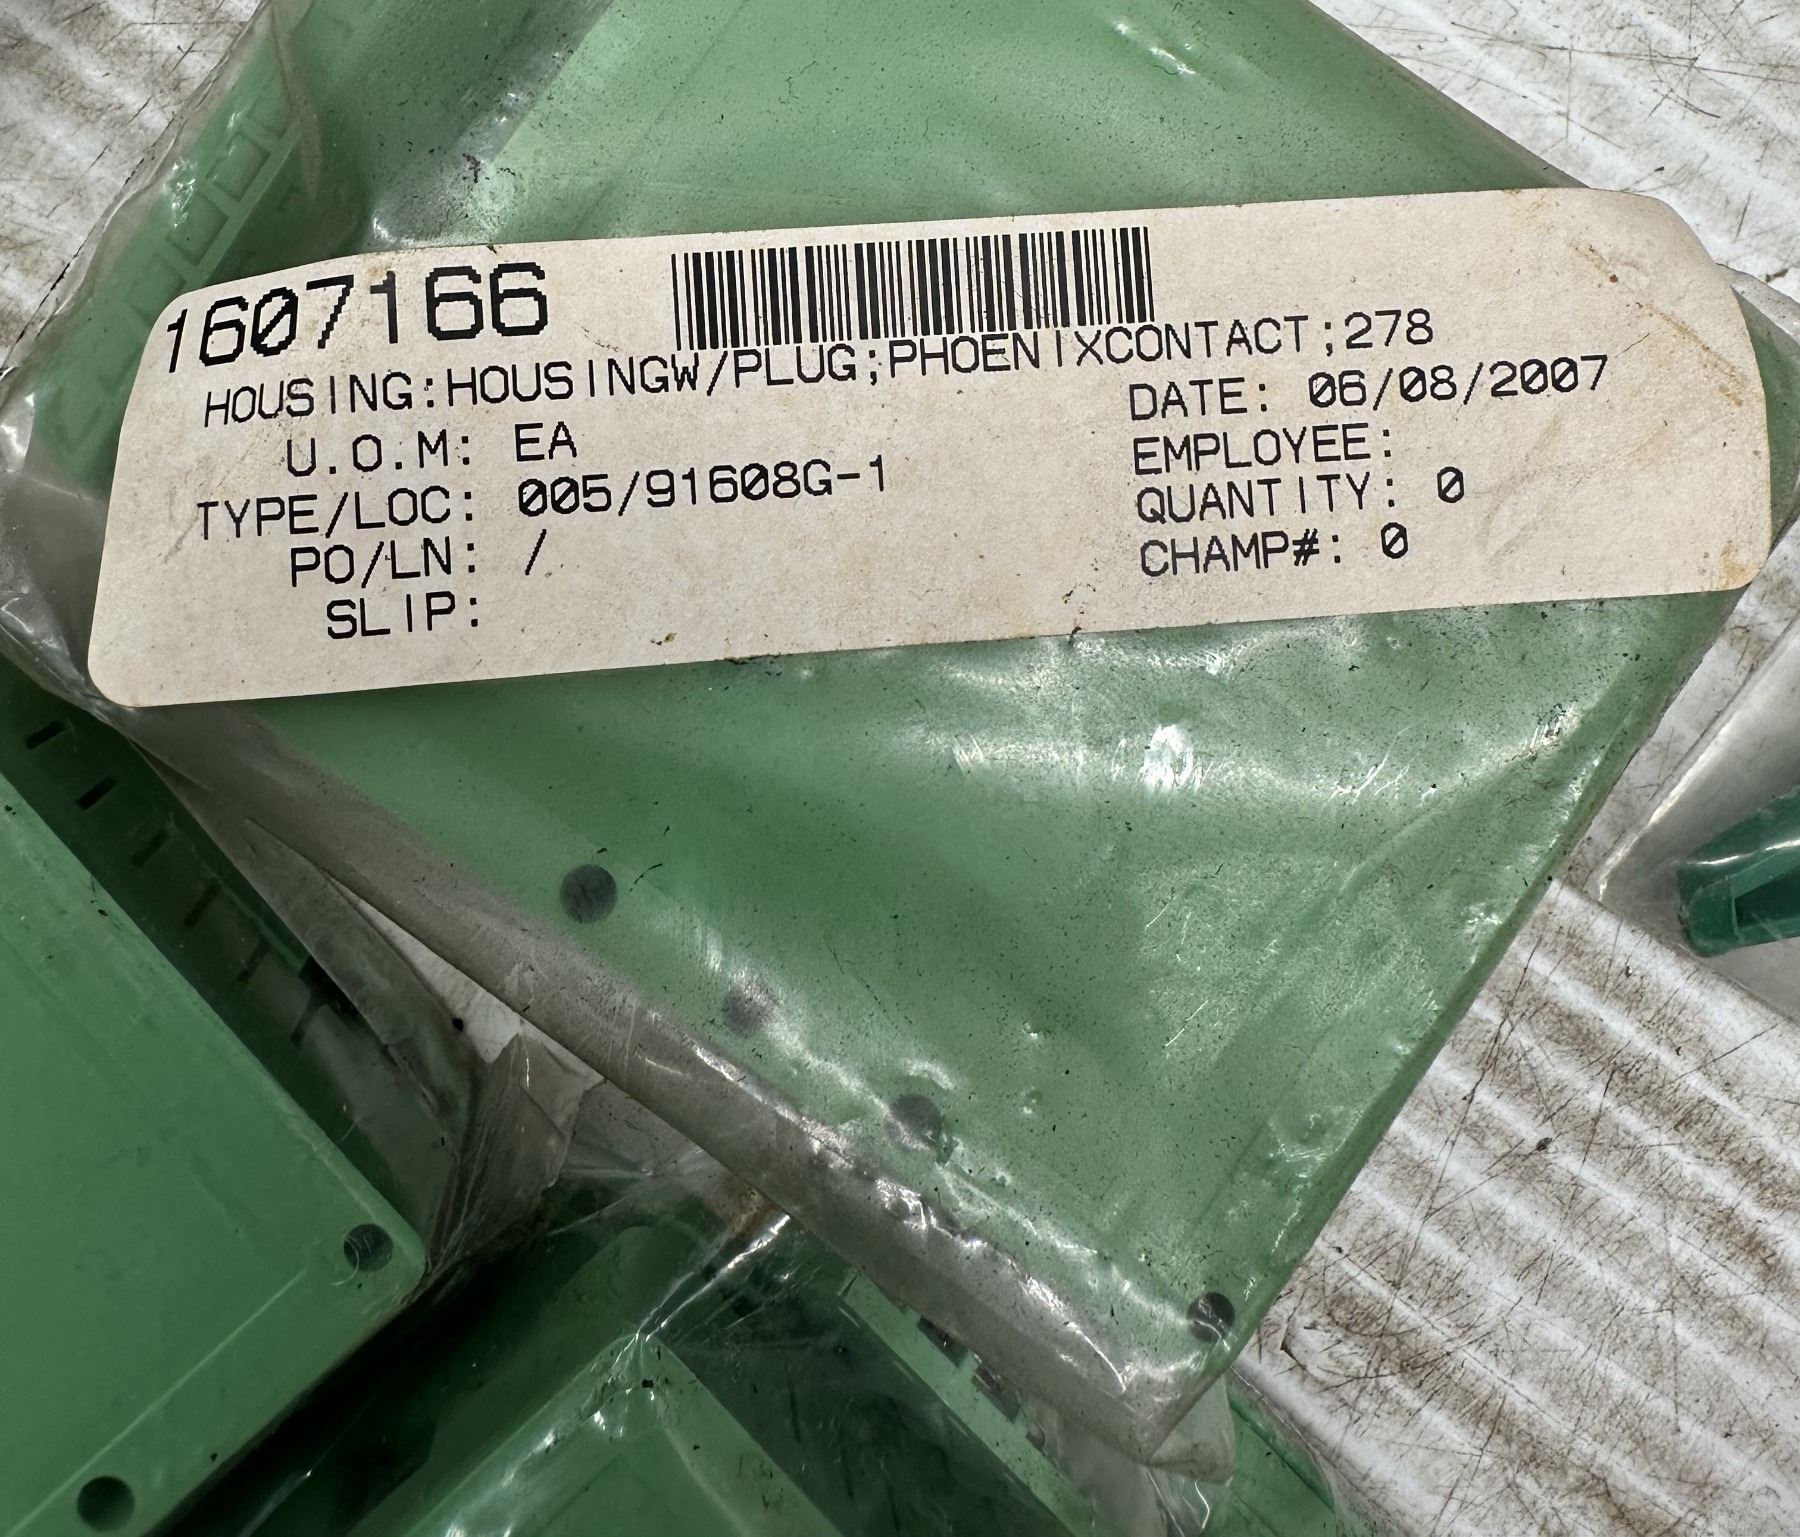 1607166
HOUSING:HOUSINGW/PLUG;PHOENIXCONTACT;278
U.O.M: EA
DATE: 06/08/2007
TYPE/LOC: 005/91608G-1
EMPLOYEE:
PO/LN: /
QUANTITY: 0
SLIP:
CHAMP#: 0